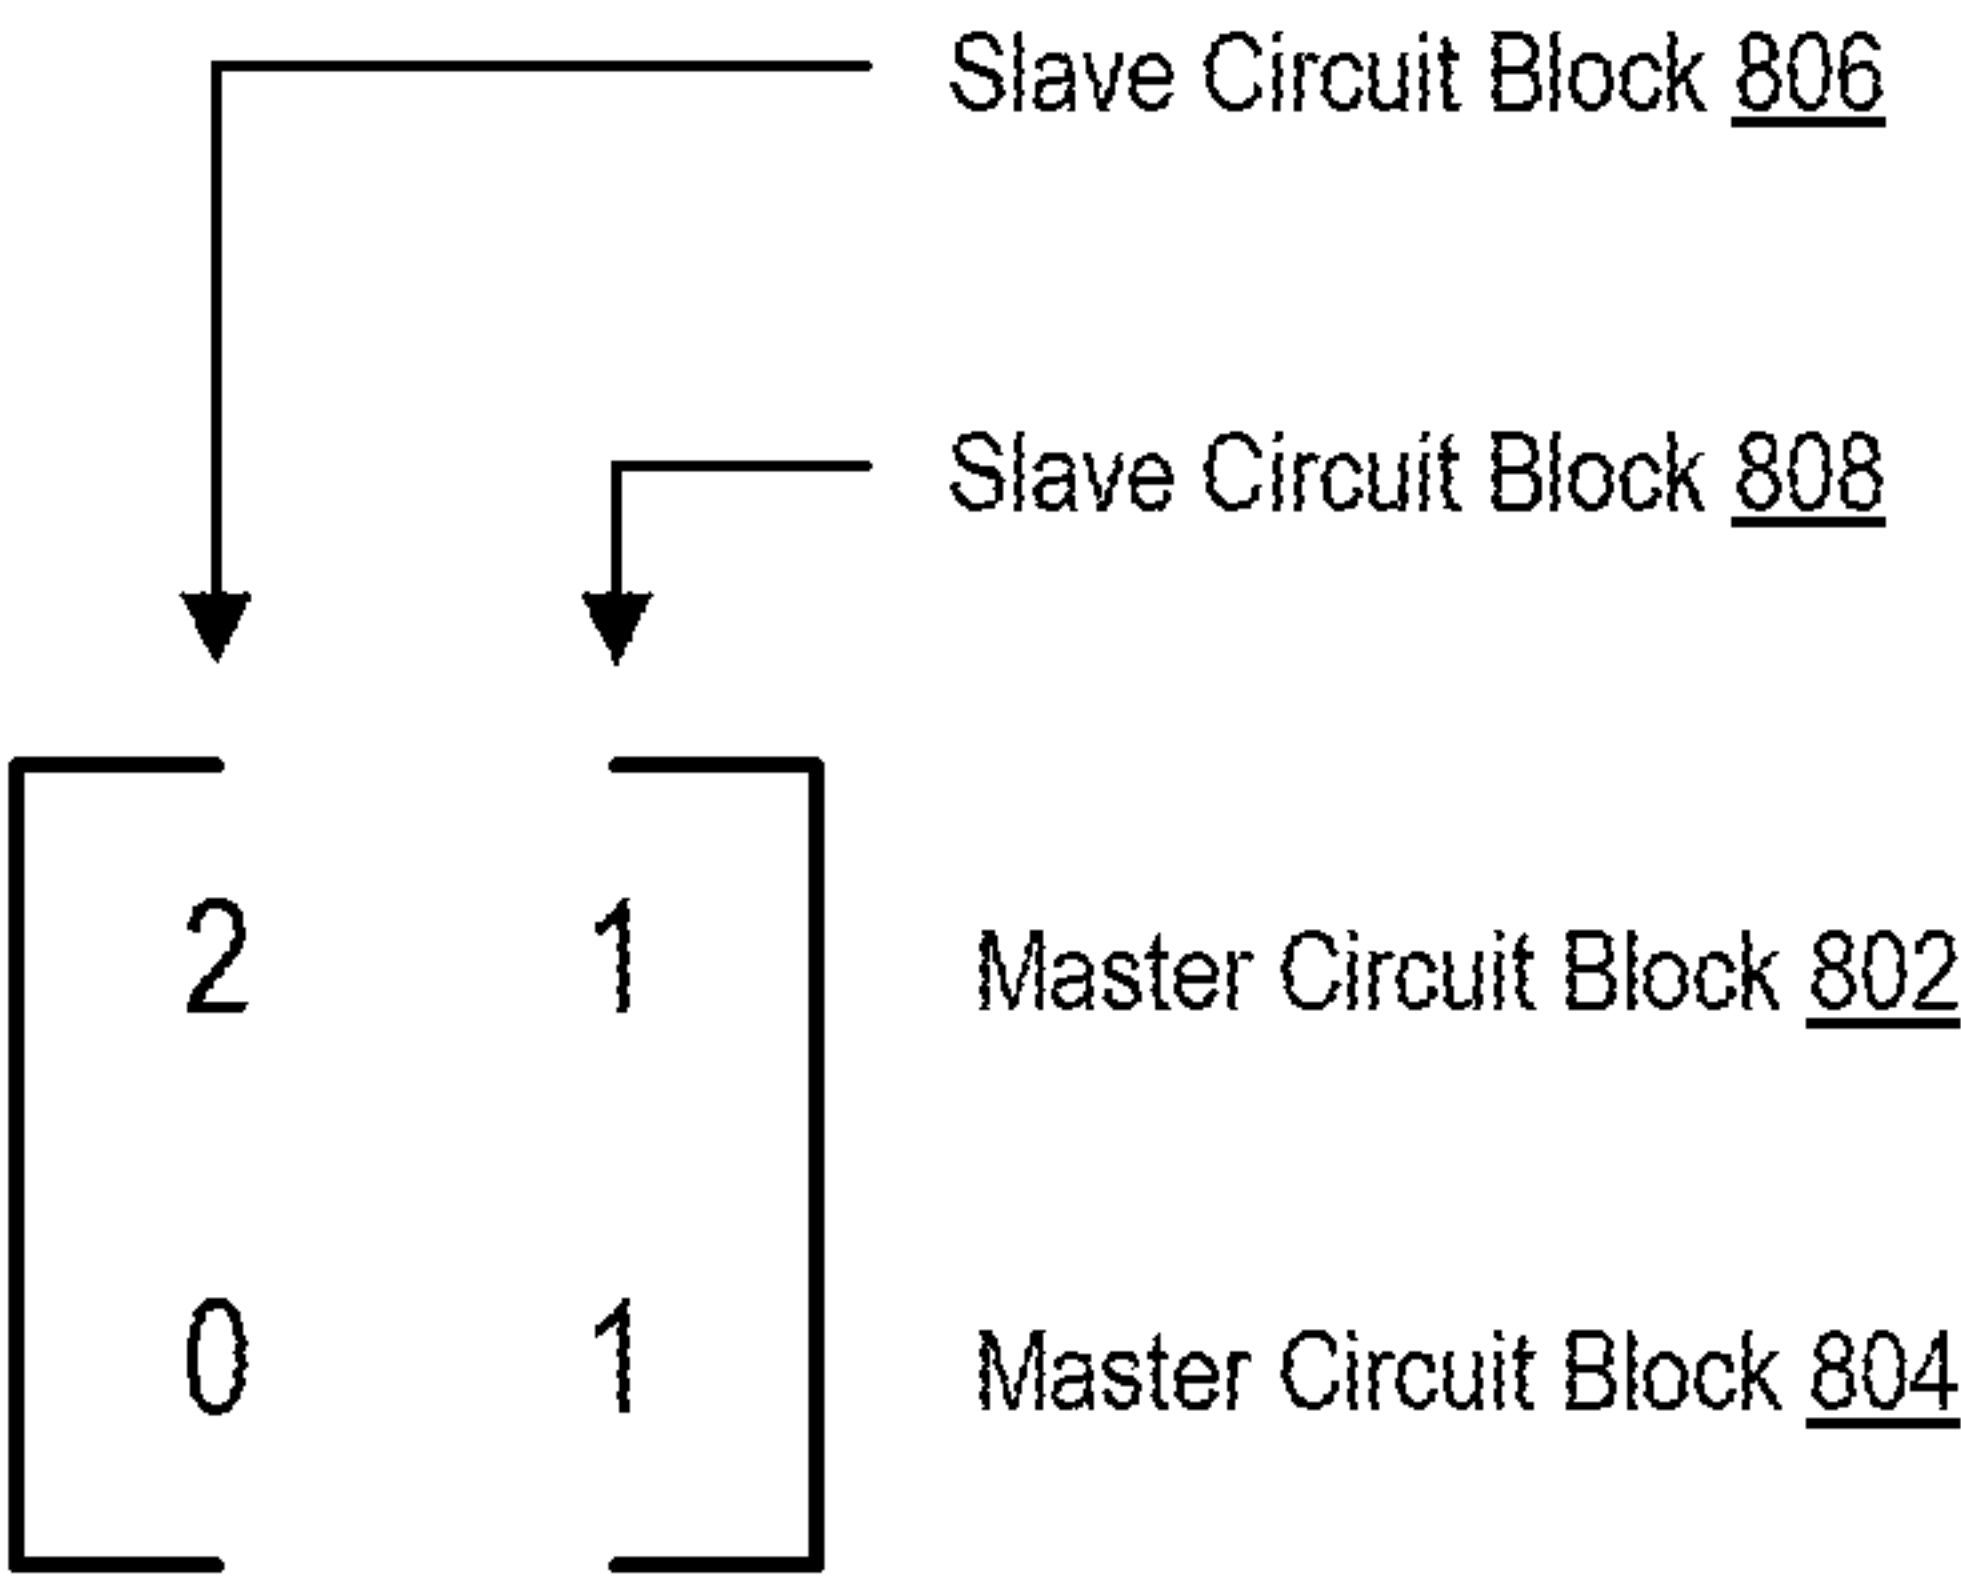 Slave Circuit Block 806
Slave Circuit Block 808
2 1 Master Circuit Block 802
0 1 Master Circuit Block 804